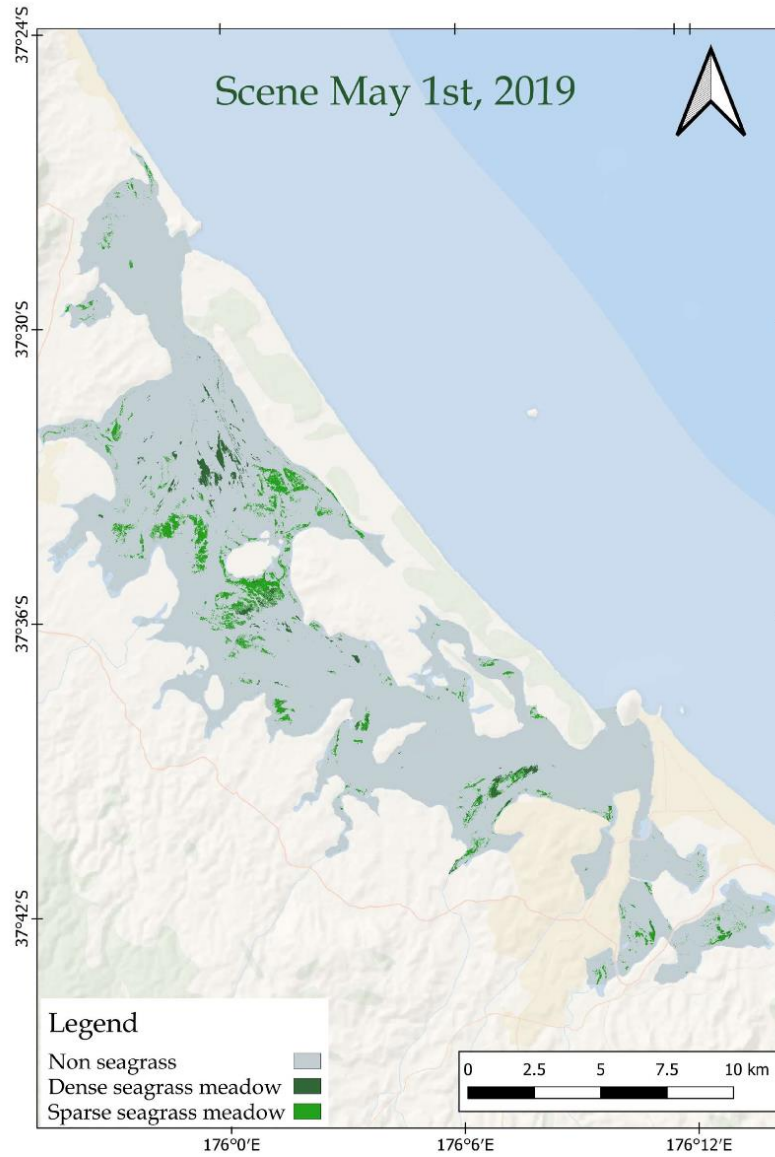 37°24'S
Scene May 1st, 2019
37°30'S
37°36'S
37°42'S
Legend
Non seagrass
Dense seagrass meadow
Sparse seagrass meadow
0 2.5 5 7.5 10 km
176°0'E 176°6'E 176°12'E